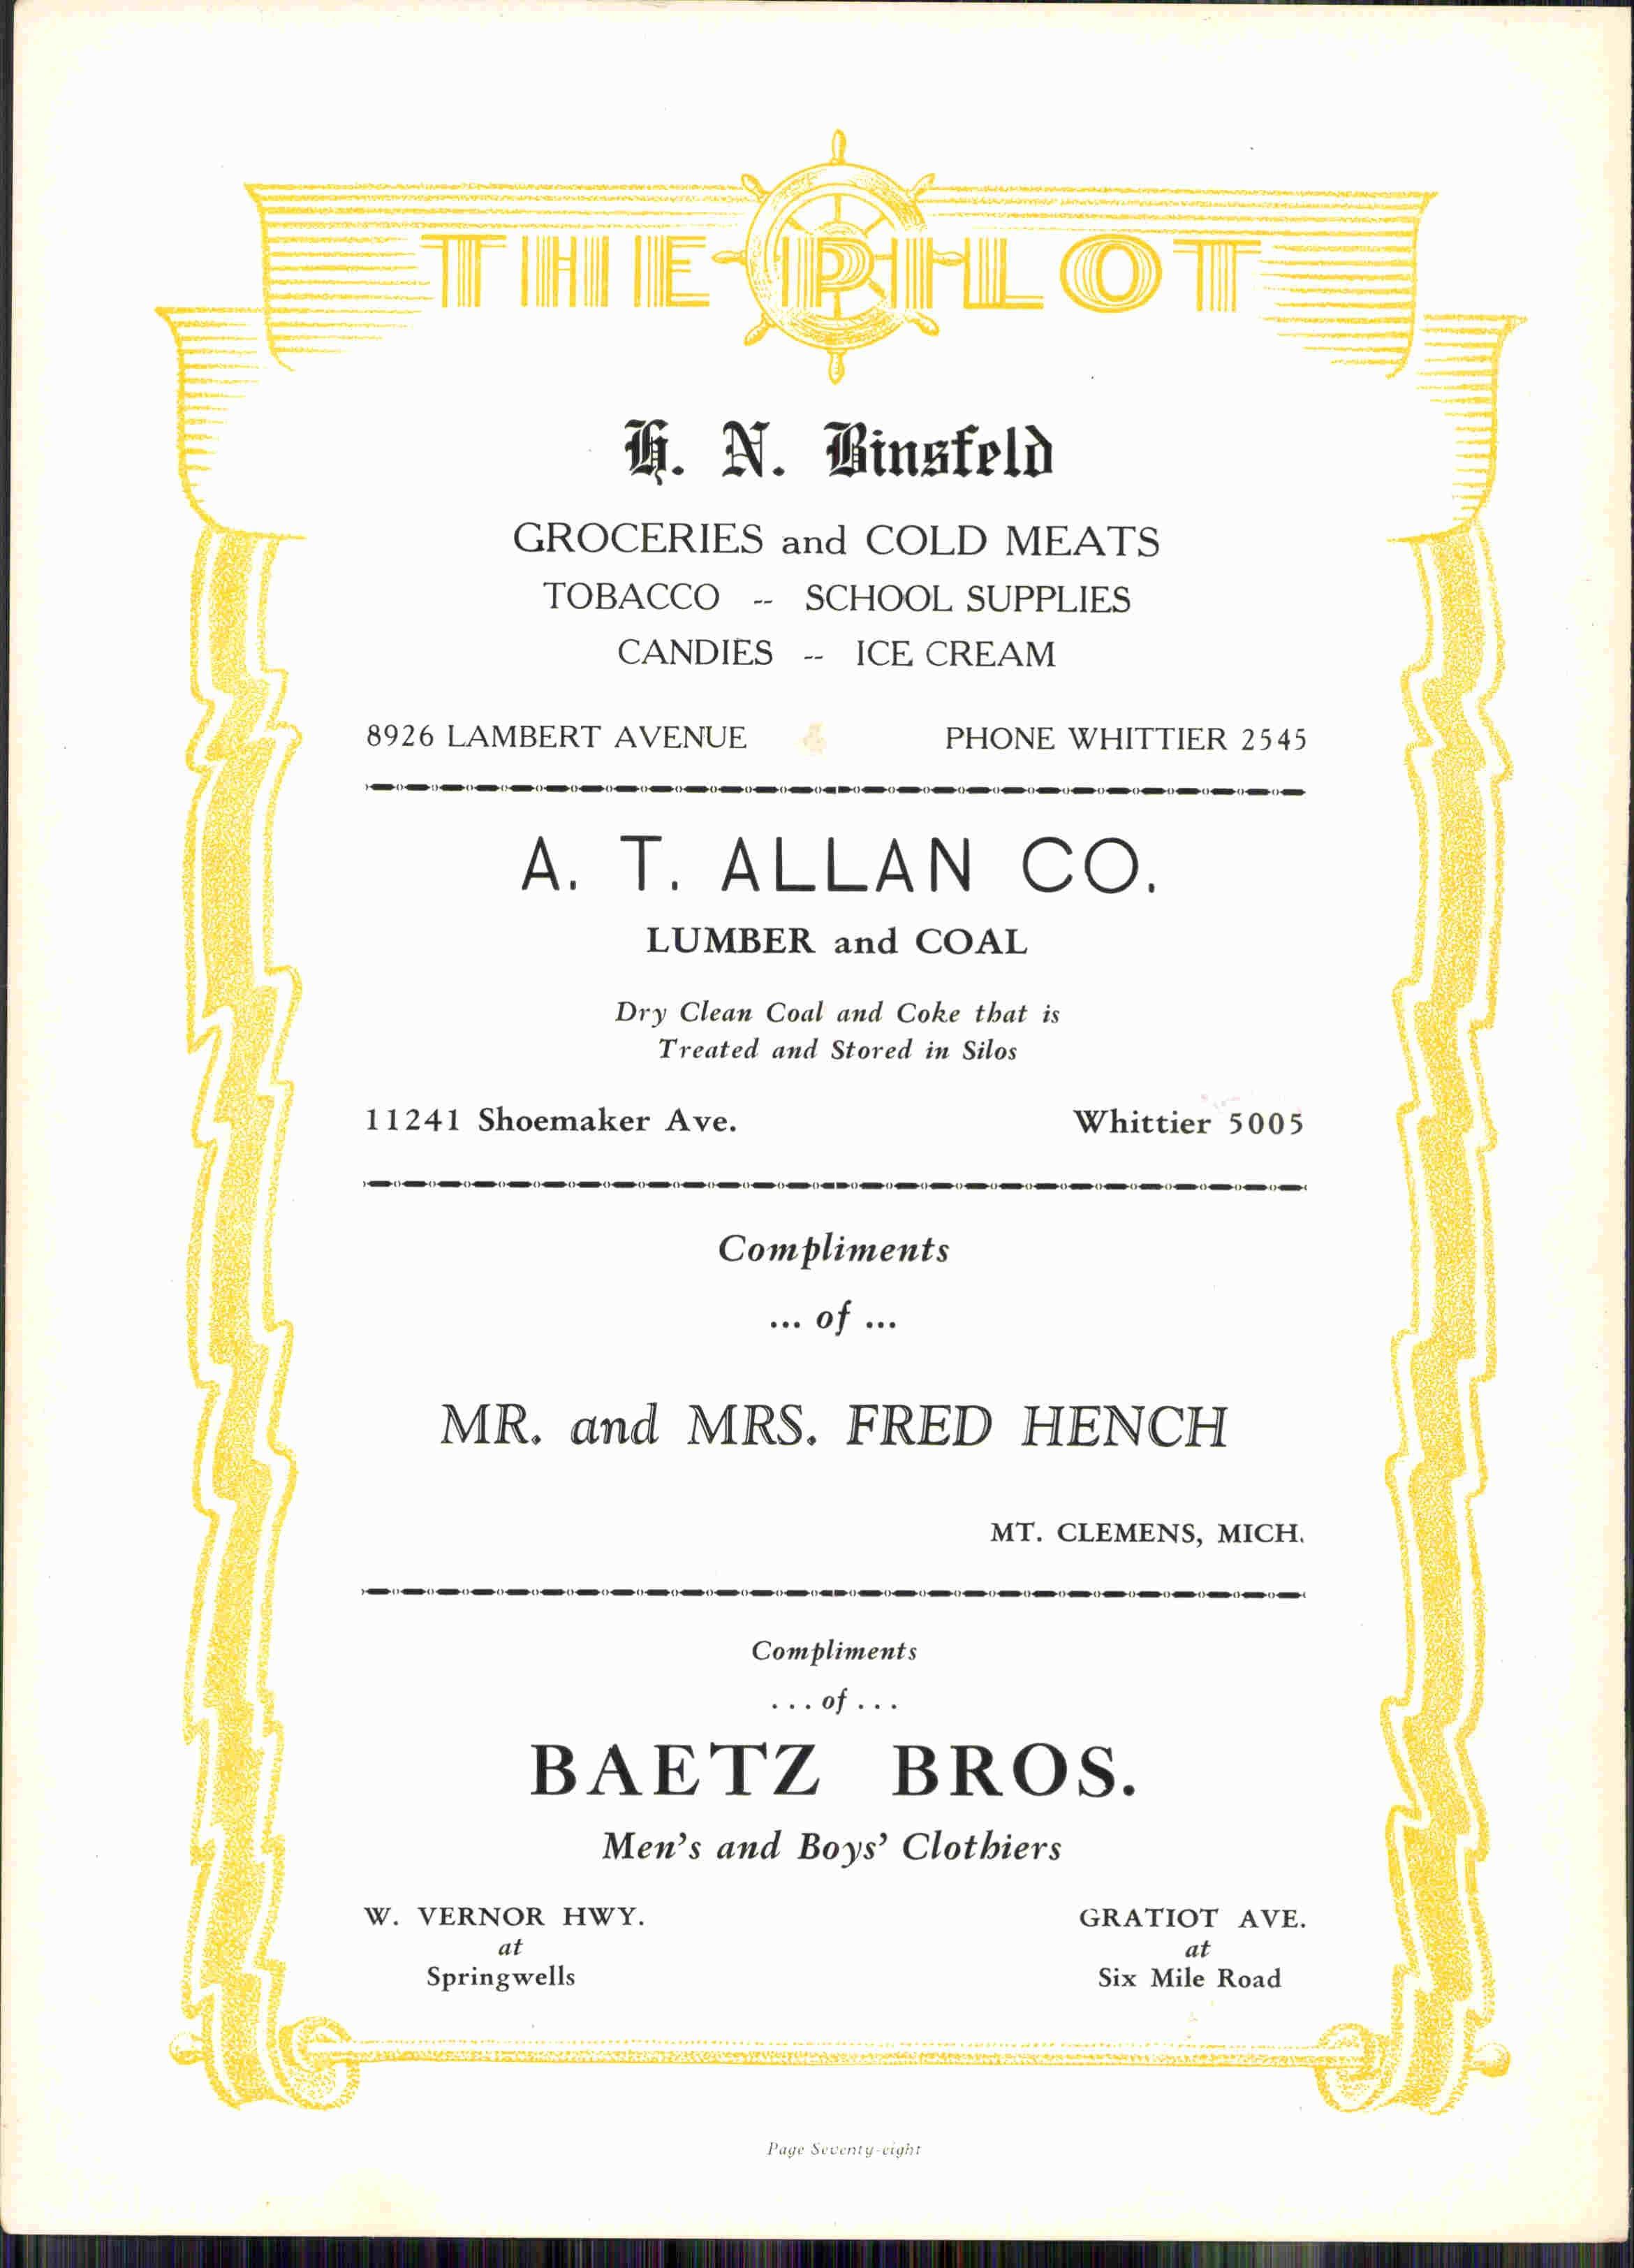 THE PILOT
H. N. Binsfeld
GROCERIES and COLD MEATS
TOBACCO -- SCHOOL SUPPLIES
CANDIES -- ICE CREAM
8926 LAMBERT AVENUE PHONE WHITTIER 2545
A. T. ALLAN CO.
LUMBER and COAL
Dry Clean Coal and Coke that is
Treated and Stored in Silos
11241 Shoemaker Ave. Whittier 5005
Compliments
... of ...
MR. and MRS. FRED HENCH
MT. CLEMENS, MICH.
Compliments
... of ...
BAETZ BROS.
Men's and Boys' Clothiers
W. VERNOR HWY. GRATIOT AVE.
at at
Springwells Six Mile Road
Page Seventy-eight